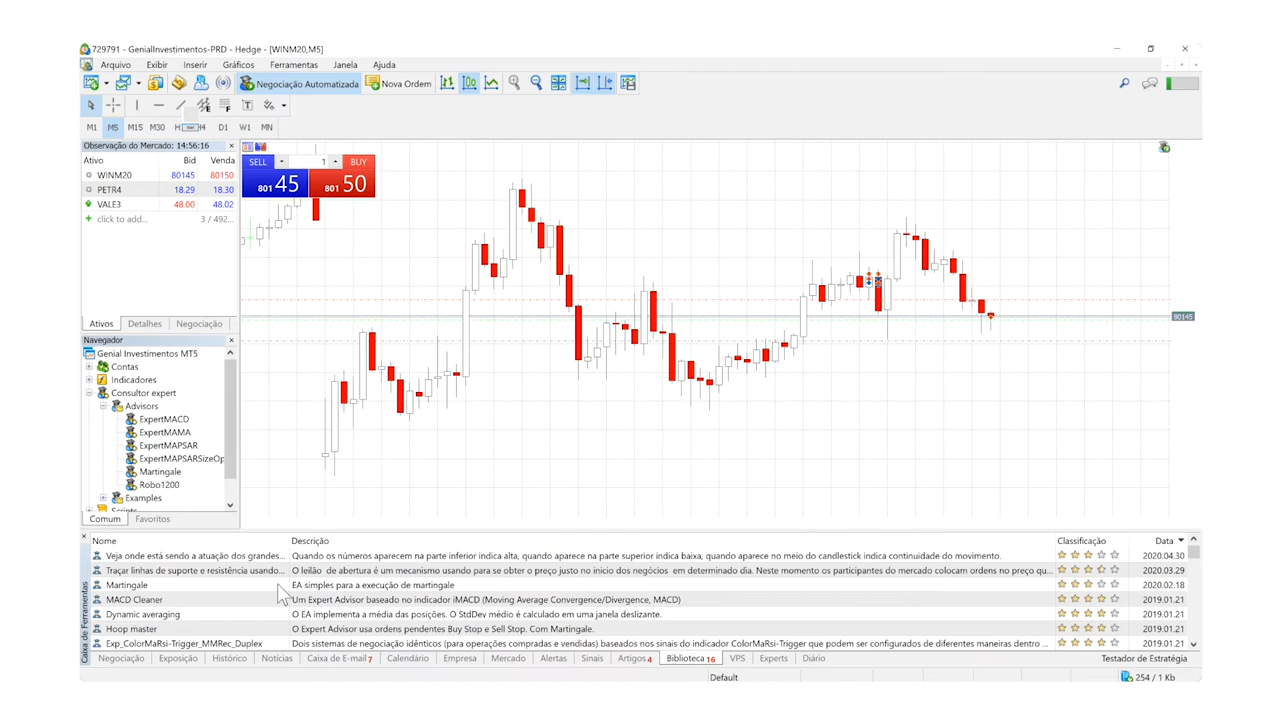 729791 - GenialInvestimentos-PRD - Hedge - [WINM20,M5]
Arquivo Exibir Inserir Gráficos Ferramentas Janela Ajuda
Negociação Automatizada Nova Ordem
M1 M5 M15 M30 H H4 D1 W1 MN
Observação do Mercado: 14:56:16
Ativo Bid Venda
WINM20 80145 80150
PETR4 18.29 18.30
VALE3 48.00 48.02
click to add... 3 / 492...
Ativos Detalhes Negociação
SELL 1 BUY
80145 80150
80145
Navegador
Genial Investimentos MT5
Contas
Indicadores
Consultor expert
Advisors
ExpertMACD
ExpertMAMA
ExpertMAPSAR
ExpertMAPSARSizeOp
Martingale
Robo1200
Examples
Scripts
Comum Favoritos
Caixa de Ferramentas
Nome Descrição Classificação Data
Veja onde está sendo a atuação dos grandes... Quando os números aparecem na parte inferior indica alta, quando aparece na parte superior indica baixa, quando aparece no meio do candlestick indica continuidade do movimento. 2020.04.30
Traçar linhas de suporte e resistência usando... O leilão de abertura é um mecanismo usando para se obter o preço justo no inicio dos negócios em determinado dia. Neste momento os participantes do mercado colocam ordens no preço qu... 2020.03.29
Martingale EA simples para a execução de martingale 2020.02.18
MACD Cleaner Um Expert Advisor baseado no indicador iMACD (Moving Average Convergence/Divergence, MACD) 2019.01.21
Dynamic averaging O EA implementa a média das posições. O StdDev médio é calculado em uma janela deslizante. 2019.01.21
Hoop master O Expert Advisor usa ordens pendentes Buy Stop e Sell Stop. Com Martingale. 2019.01.21
Exp_ColorMaRsi-Trigger_MMRec_Duplex Dois sistemas de negociação idênticos (para operações compradas e vendidas) baseados nos sinais do indicador ColorMaRsi-Trigger que podem ser configurados de diferentes maneiras dentro ... 2019.01.21
Negociação Exposição Histórico Notícias Caixa de E-mail 7 Calendário Empresa Mercado Alertas Sinais Artigos 4 Biblioteca 16 VPS Experts Diário Testador de Estratégia
Default 254 / 1 Kb